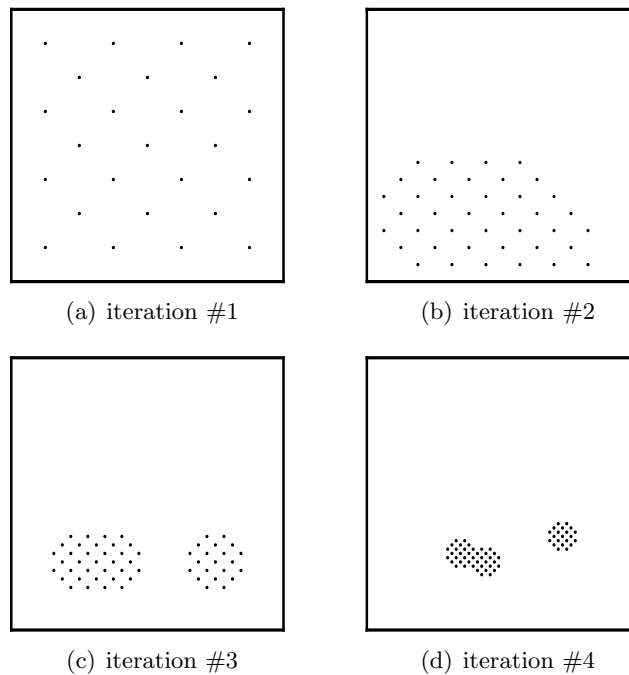 (a) iteration #1
(b) iteration #2
(c) iteration #3
(d) iteration #4